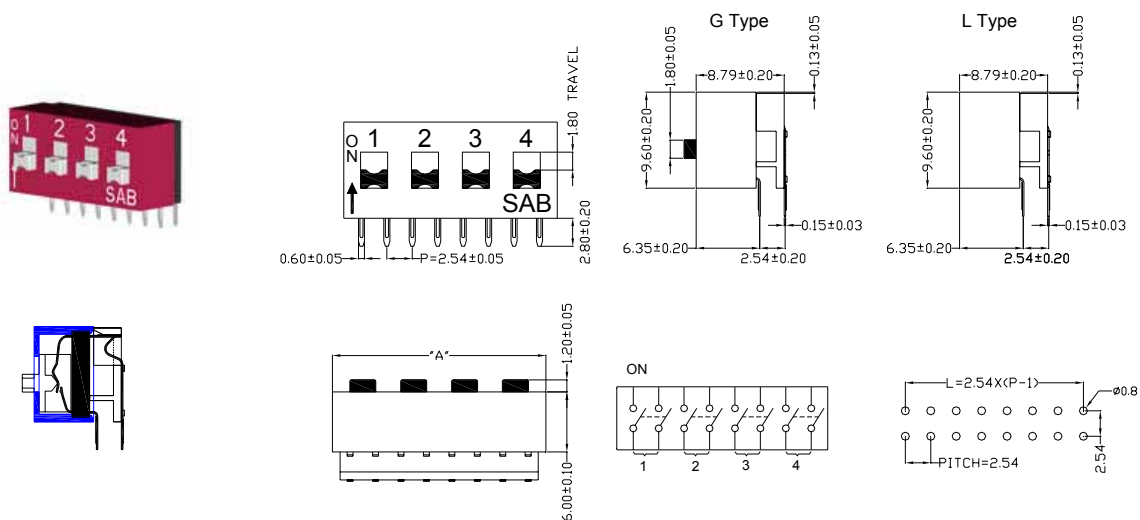 G Type
L Type
ON
1 2 3 4
SAB
ON
1 2 3 4
SAB
1.80 TRAVEL
2.80±0.20
0.60±0.05
P=2.54±0.05
1.80±0.05
8.79±0.20
0.13±0.05
9.60±0.20
0.15±0.03
6.35±0.20
2.54±0.20
8.79±0.20
0.13±0.05
9.60±0.20
0.15±0.03
6.35±0.20
2.54±0.20
"A"
1.20±0.05
6.00±0.10
ON
1 2 3 4
L=2.54X(P-1)
ø0.8
PITCH=2.54
2.54